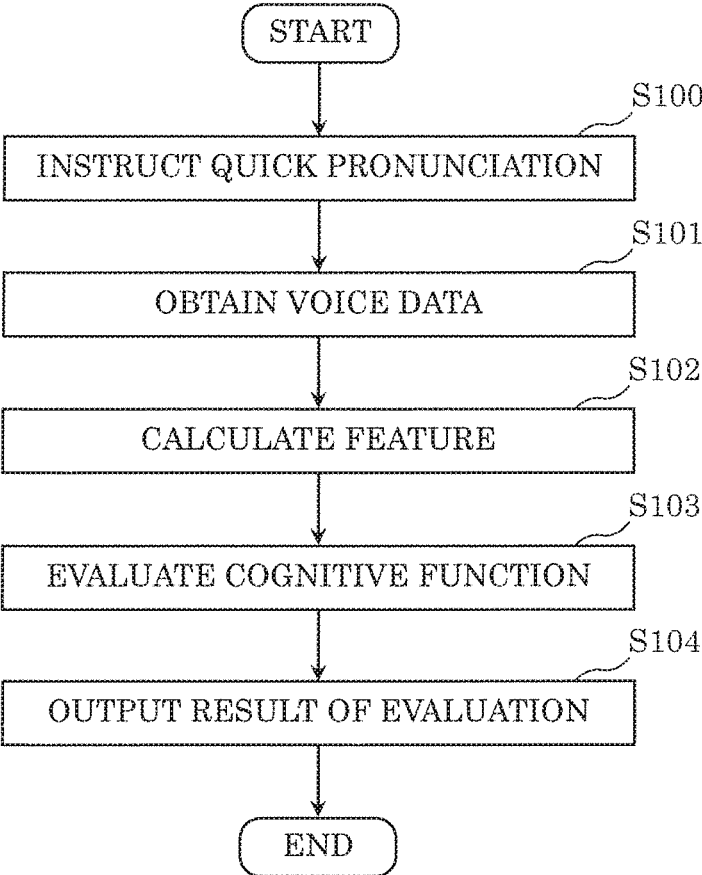 START
S100
INSTRUCT QUICK PRONUNCIATION
S101
OBTAIN VOICE DATA
S102
CALCULATE FEATURE
S103
EVALUATE COGNITIVE FUNCTION
S104
OUTPUT RESULT OF EVALUATION
END